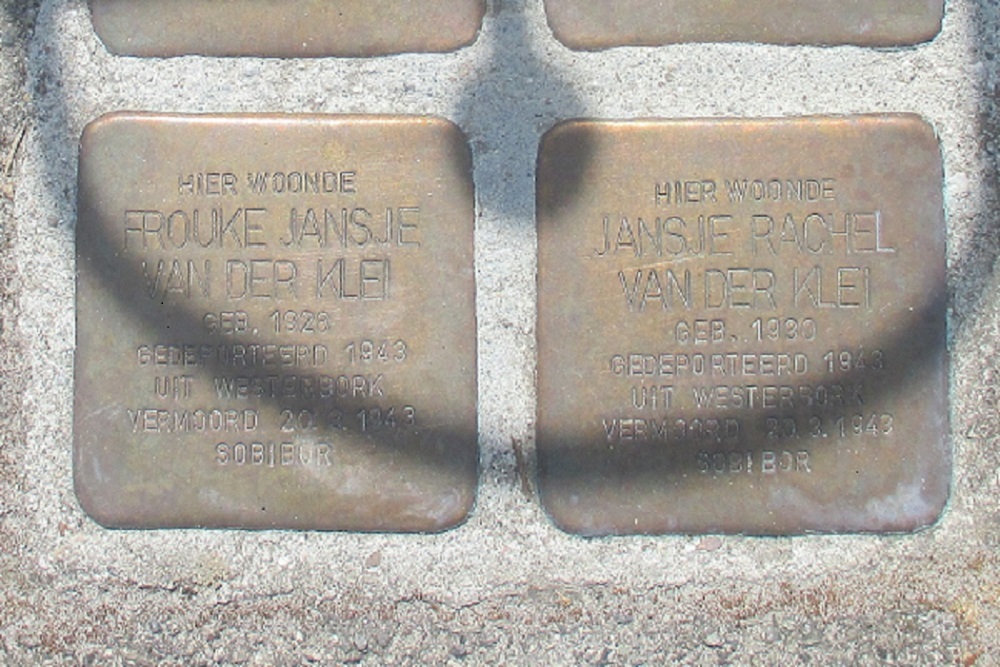 HIER WOONDE
FROUKE JANSJE
VAN DER KLEI
GEB. 1928
GEDEPORTEERD 1943
UIT WESTERBORK
VERMOORD 20.3.1943
SOBIBOR
HIER WOONDE
JANSJE RACHEL
VAN DER KLEI
GEB. 1930
GEDEPORTEERD 1943
UIT WESTERBORK
VERMOORD 20.3.1943
SOBIBOR